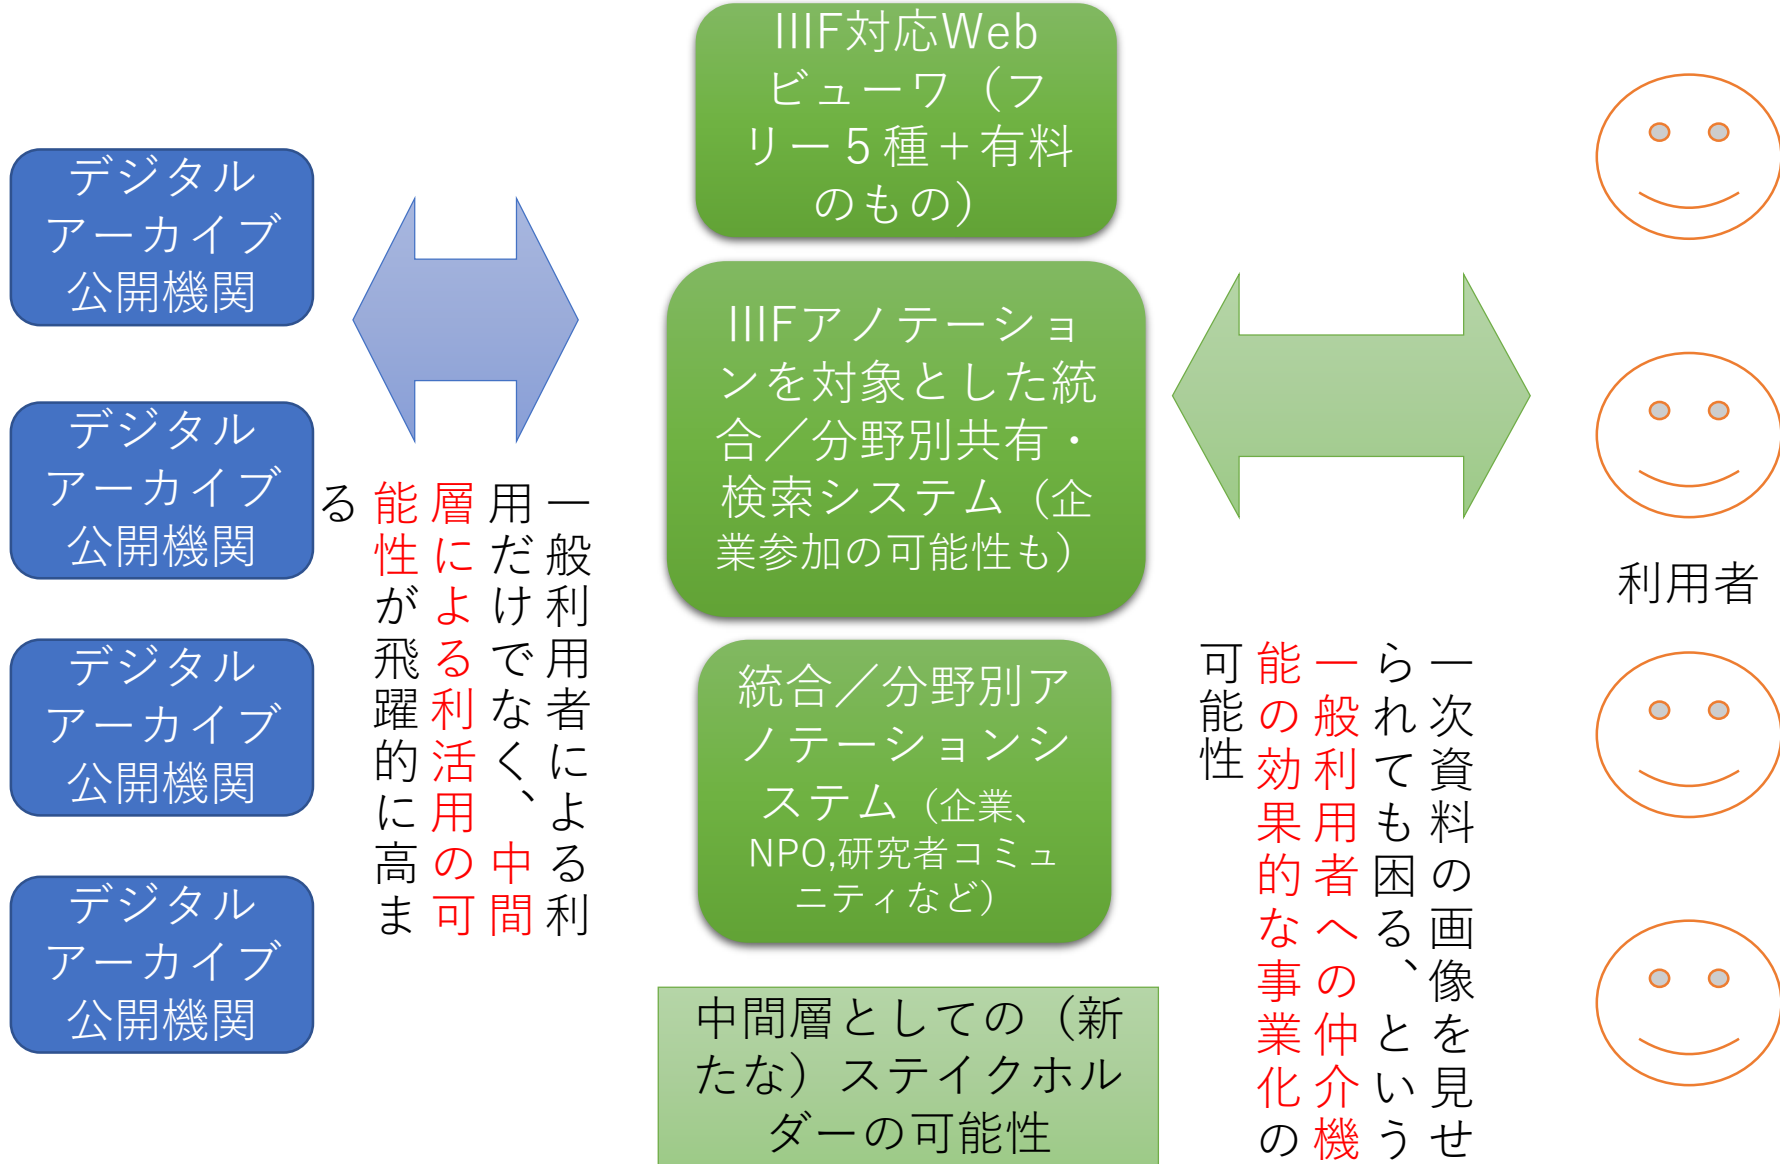 デジタル
アーカイブ
公開機関
デジタル
アーカイブ
公開機関
デジタル
アーカイブ
公開機関
デジタル
アーカイブ
公開機関
一般利用者による利
用だけでなく、中間
層による利活用の可
能性が飛躍的に高ま
る
IIIF対応Web
ビューワ（フ
リー５種＋有料
のもの）
IIIFアノテーショ
ンを対象とした統
合／分野別共有・
検索システム（企
業参加の可能性も）
統合／分野別ア
ノテーションシ
ステム（企業、
NPO,研究者コミュ
ニティなど）
中間層としての（新
たな）ステイクホル
ダーの可能性
一次資料の画像を見せ
られても困る、という
一般利用者への仲介機
能の効果的な事業化の
可能性
利用者